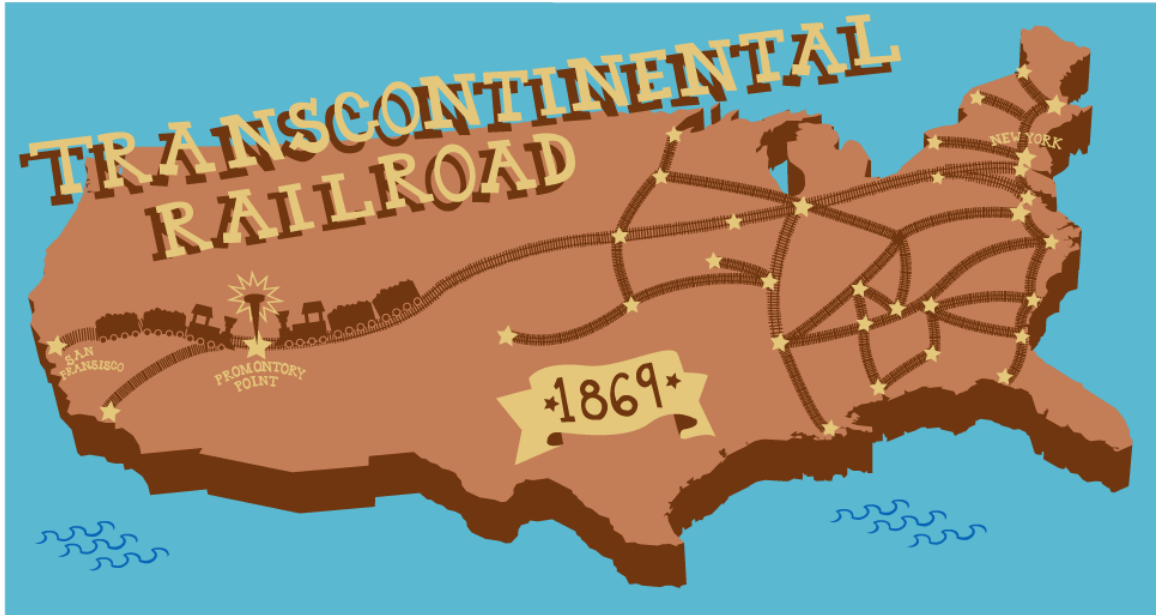 TRANSCONTINENTAL
RAILROAD
NEW YORK
SAN
FRANSISCO
PROMONTORY
POINT
1869